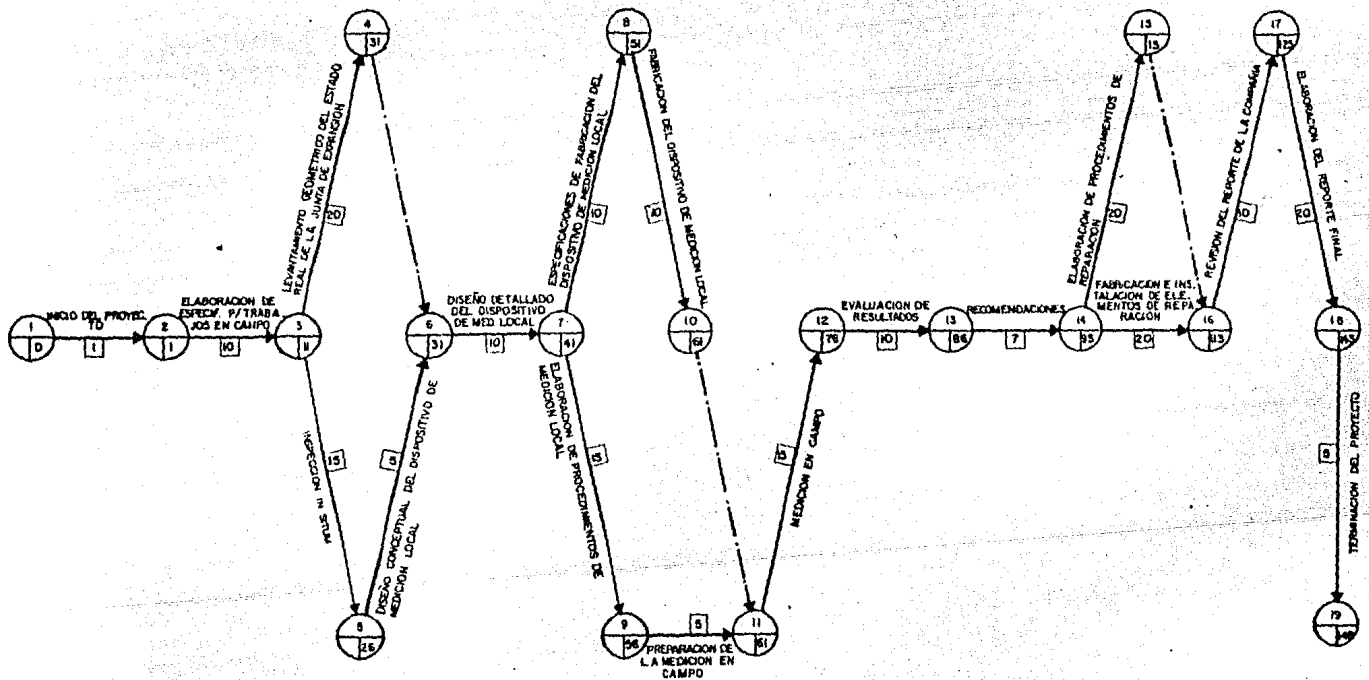 1
0
INICIO DEL PROYEC.
TO
1
2
1
ELABORACION DE
ESPECIF. P/TRABA
JOS EN CAMPO
10
3
11
LEVANTAMIENTO GEOMETRICO DEL ESTADO
REAL DE LA JUNTA DE EXPANSION
20
4
31
INSPECCION IN SITUM
15
5
26
DISEÑO CONCEPTUAL DEL DISPOSITIVO DE
MEDICION LOCAL
6
31
DISEÑO DETALLADO
DEL DISPOSITIVO
DE MED LOCAL
10
7
41
ESPECIFICACIONES DE FABRICACION DEL
DISPOSITIVO DE MEDICION LOCAL
10
8
51
FABRICACION DEL DISPOSITIVO DE MEDICION LOCAL
10
10
61
ELABORACION DE PROCEDIMIENTOS DE
MEDICION LOCAL
15
9
56
5
PREPARACION DE
LA MEDICION EN
CAMPO
11
61
MEDICION EN CAMPO
12
EVALUACION DE
RESULTADOS
10
13
86
RECOMENDACIONES
7
14
93
ELABORACION DE PROCEDIMIENTOS DE
REPARACION
20
FABRICACION E INS
TALACION DE ELE
MENTOS DE REPA
RACIÓN
20
16
113
REVISION DEL REPORTE DE LA COMPAÑIA
10
17
ELABORACION DEL REPORTE FINAL
20
18
TERMINACION DEL PROYECTO
19